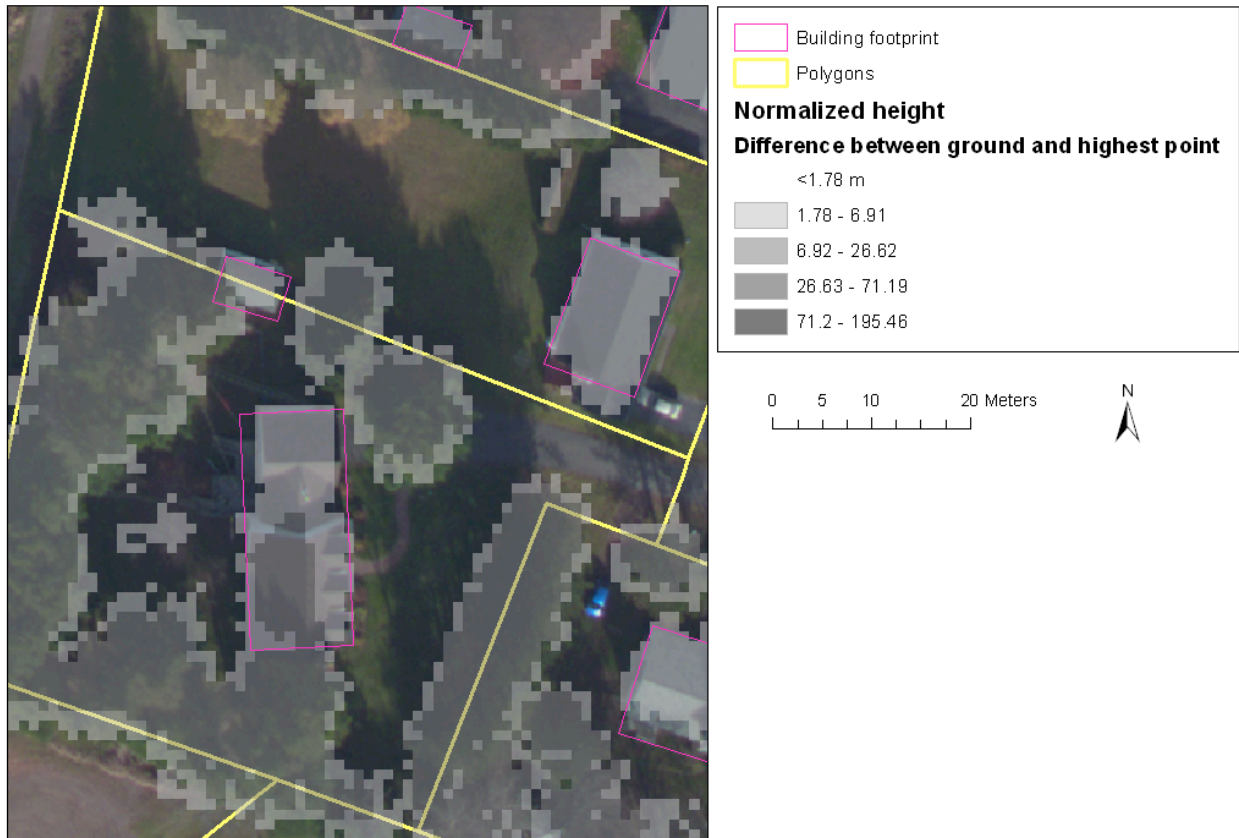 Building footprint
Polygons
Normalized height
Difference between ground and highest point
<1.78 m
1.78 - 6.91
6.92 - 26.62
26.63 - 71.19
71.2 - 195.46
0 5 10 20 Meters
N